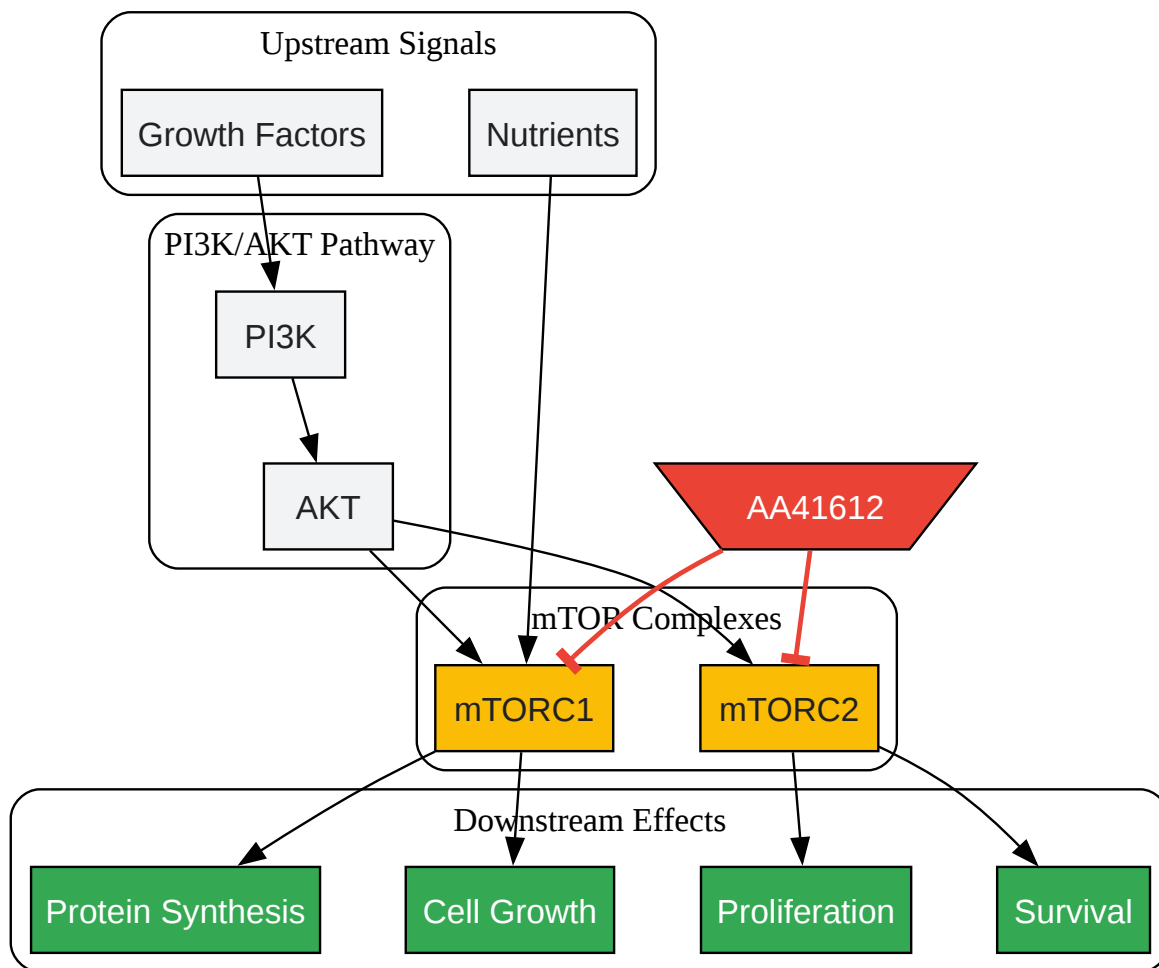 Upstream Signals
Growth Factors
Nutrients
PI3K/AKT Pathway
PI3K
AKT
AA41612
mTOR Complexes
mTORC1
mTORC2
Downstream Effects
Protein Synthesis
Cell Growth
Proliferation
Survival